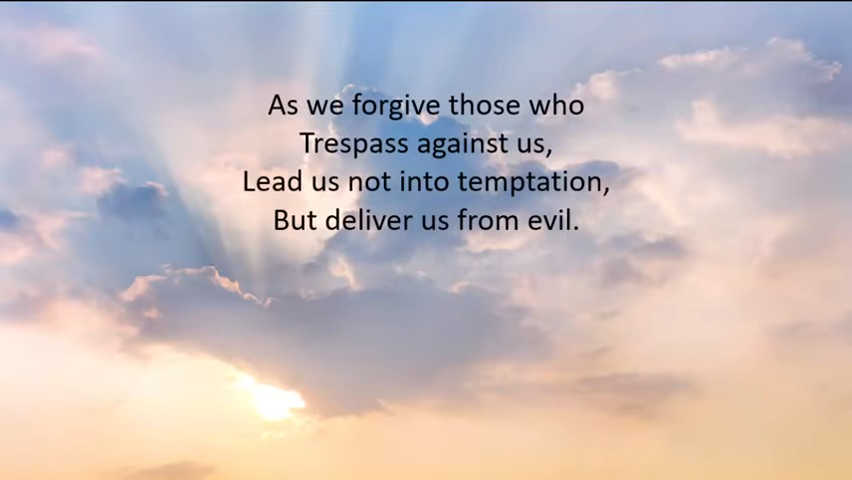 As we forgive those who
Trespass against us,
Lead us not into temptation,
But deliver us from evil.